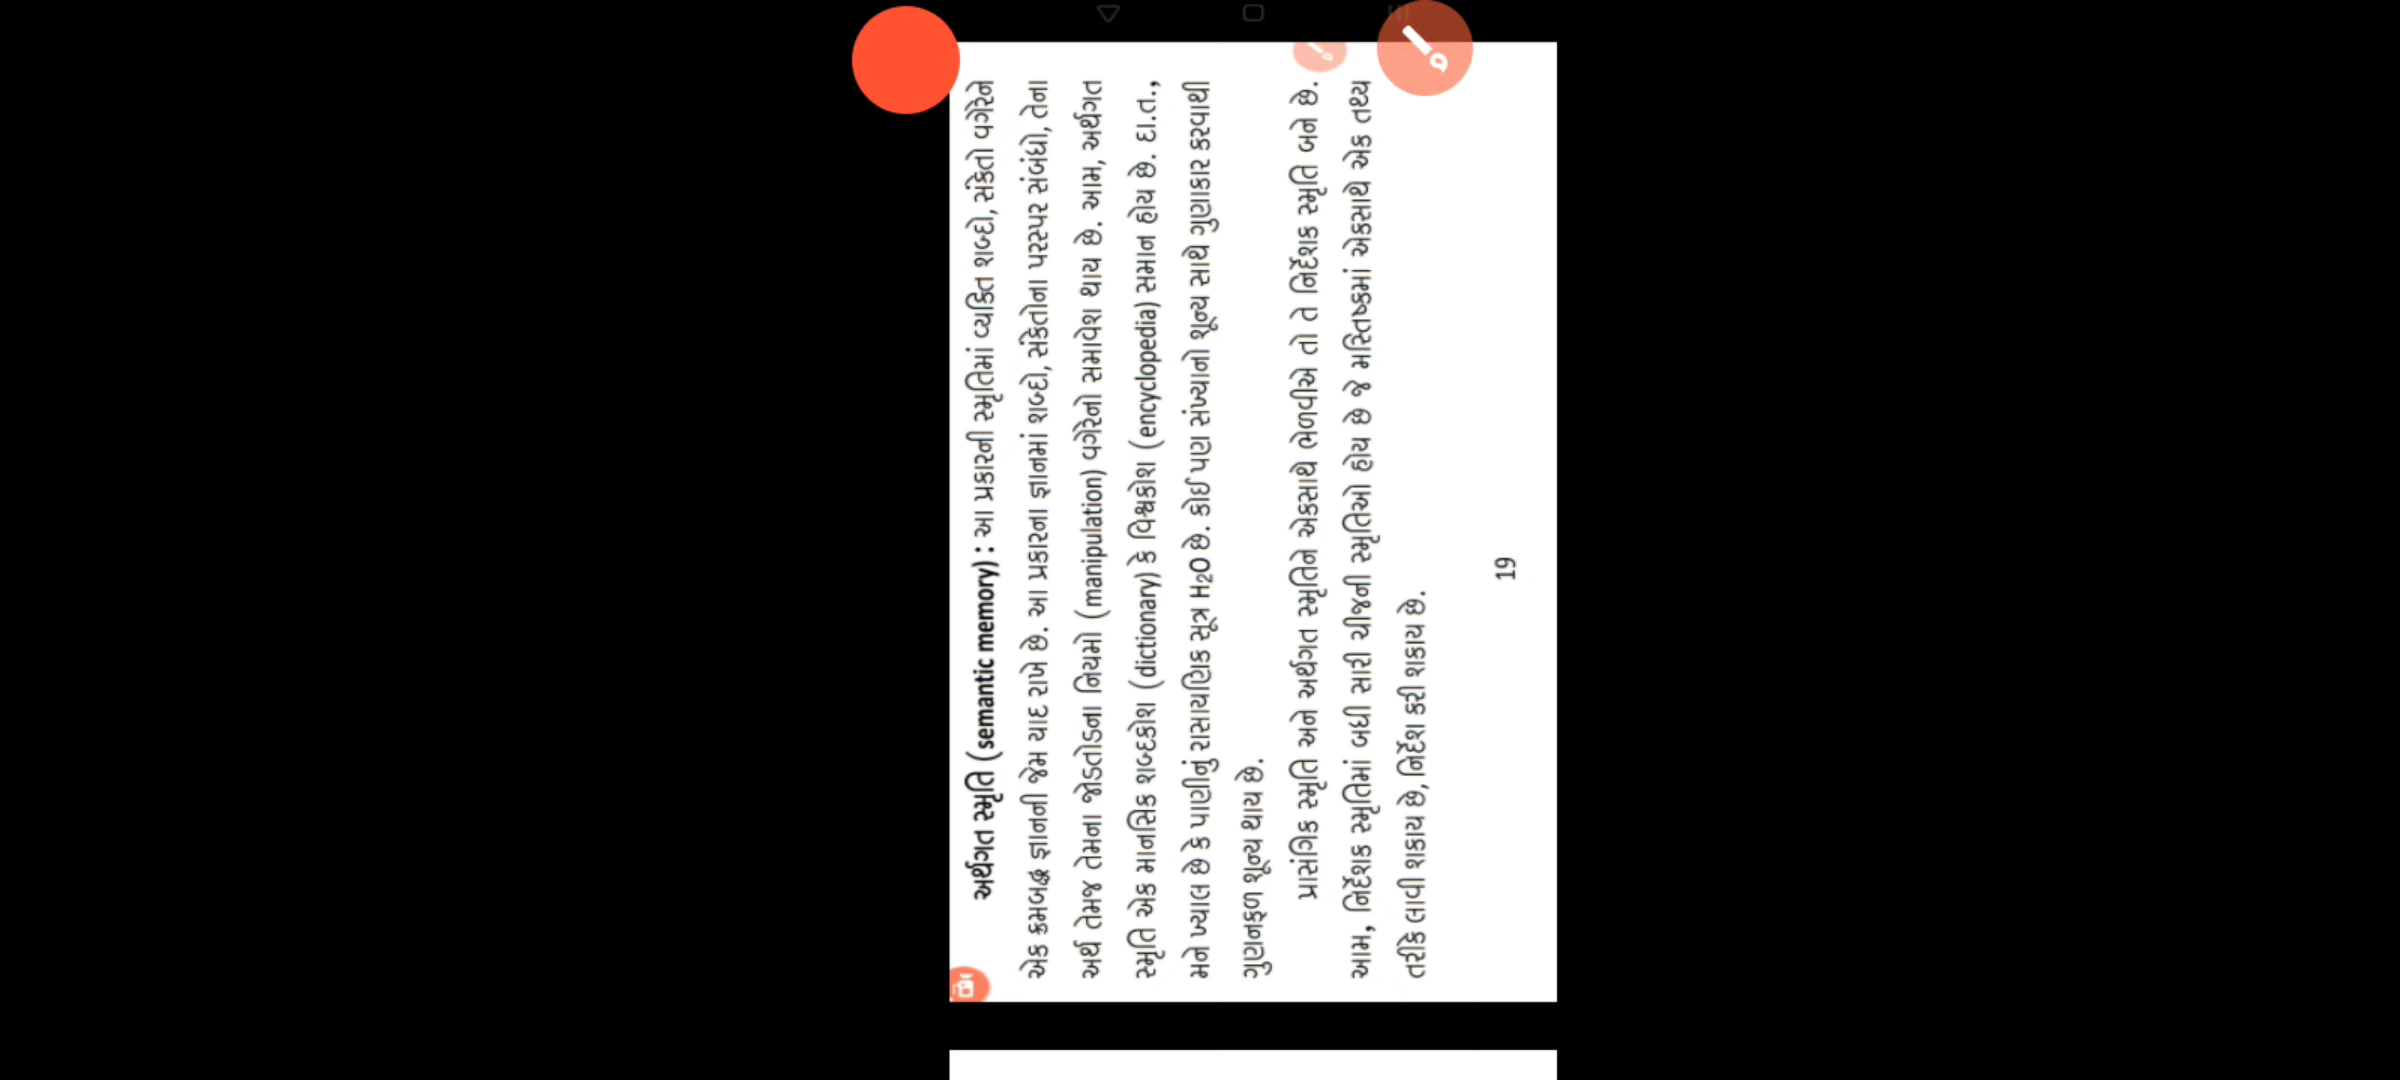 અર્થગત સ્મૃતિ (semantic memory) : આ પ્રકારની સ્મૃતિમાં વ્યક્તિ શબ્દો, સંકેતો વગેરેને
એક ક્રમબદ્ધ જ્ઞાનની જેમ યાદ રાખે છે. આ પ્રકારના જ્ઞાનમાં શબ્દો, સંકેતોના પરસ્પર સંબંધો, તેના
અર્થ તેમજ તેમના જોડતોડના નિયમો (manipulation) વગેરેનો સમાવેશ થાય છે. આમ, અર્થગત
સ્મૃતિ એક માનસિક શબ્દકોશ (dictionary) કે વિશ્વકોશ (encyclopedia) સમાન હોય છે. દા.ત.,
મને ખ્યાલ છે કે પાણીનું રાસાયણિક સૂત્ર H₂O છે. કોઈ પણ સંખ્યાનો શૂન્ય સાથે ગુણાકાર કરવાથી
ગુણનફળ શૂન્ય થાય છે.
પ્રાસંગિક સ્મૃતિ અને અર્થગત સ્મૃતિને એકસાથે ભેળવીએ તો તે નિર્દેશક સ્મૃતિ બને છે.
આમ, નિર્દેશક સ્મૃતિમાં બધી સારી ચીજની સ્મૃતિઓ હોય છે જે મસ્તિષ્કમાં એકસાથે એક તથ્ય
તરીકે લાવી શકાય છે, નિર્દેશ કરી શકાય છે.
19